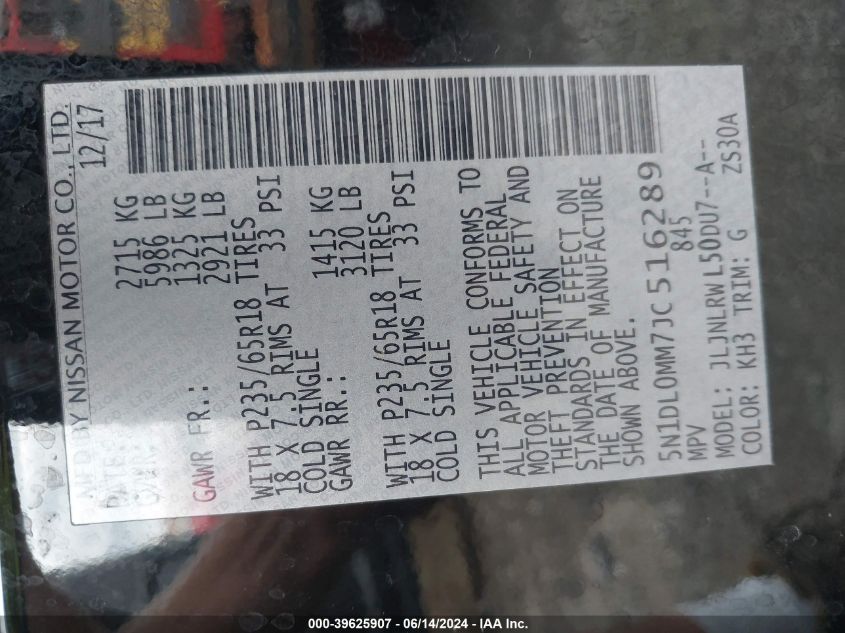 MFD BY NISSAN MOTOR CO., LTD.
DATE: 12/17
2715 KG
5986 LB
1325 KG
GAWR FR.: 2921 LB
WITH P235/65R18 TIRES
18 X 7.5 RIMS AT 33 PSI
COLD SINGLE 1415 KG
GAWR RR.: 3120 LB
WITH P235/65R18 TIRES
18 X 7.5 RIMS AT 33 PSI
COLD SINGLE
THIS VEHICLE CONFORMS TO
ALL APPLICABLE FEDERAL
MOTOR VEHICLE SAFETY AND
THEFT PREVENTION
STANDARDS IN EFFECT ON
THE DATE OF MANUFACTURE
SHOWN ABOVE.
5N1DL0MM7JC516289
MPV 845
MODEL: JLJNLRWL50DU7--A--
COLOR: KH3 TRIM: G ZS30A
000-39625907 - 06/14/2024 - IAA Inc.